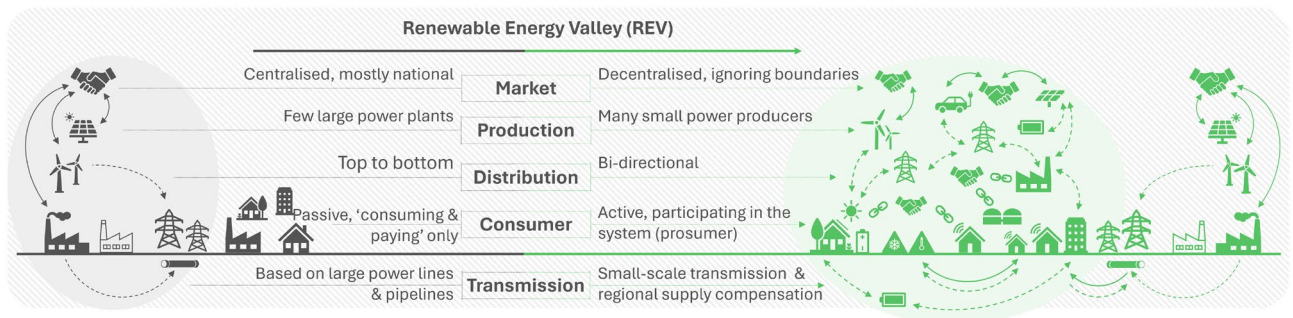 Renewable Energy Valley (REV)
Centralised, mostly national
Market
Decentralised, ignoring boundaries
Few large power plants
Production
Many small power producers
Top to bottom
Distribution
Bi-directional
Passive, ‘consuming &
paying’ only
Consumer
Active, participating in the
system (prosumer)
Based on large power lines
& pipelines
Transmission
Small-scale transmission &
regional supply compensation